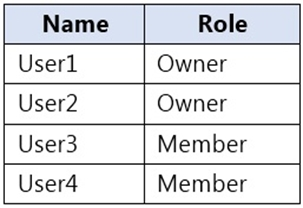 Name Role
User1 Owner
User2 Owner
User3 Member
User4 Member